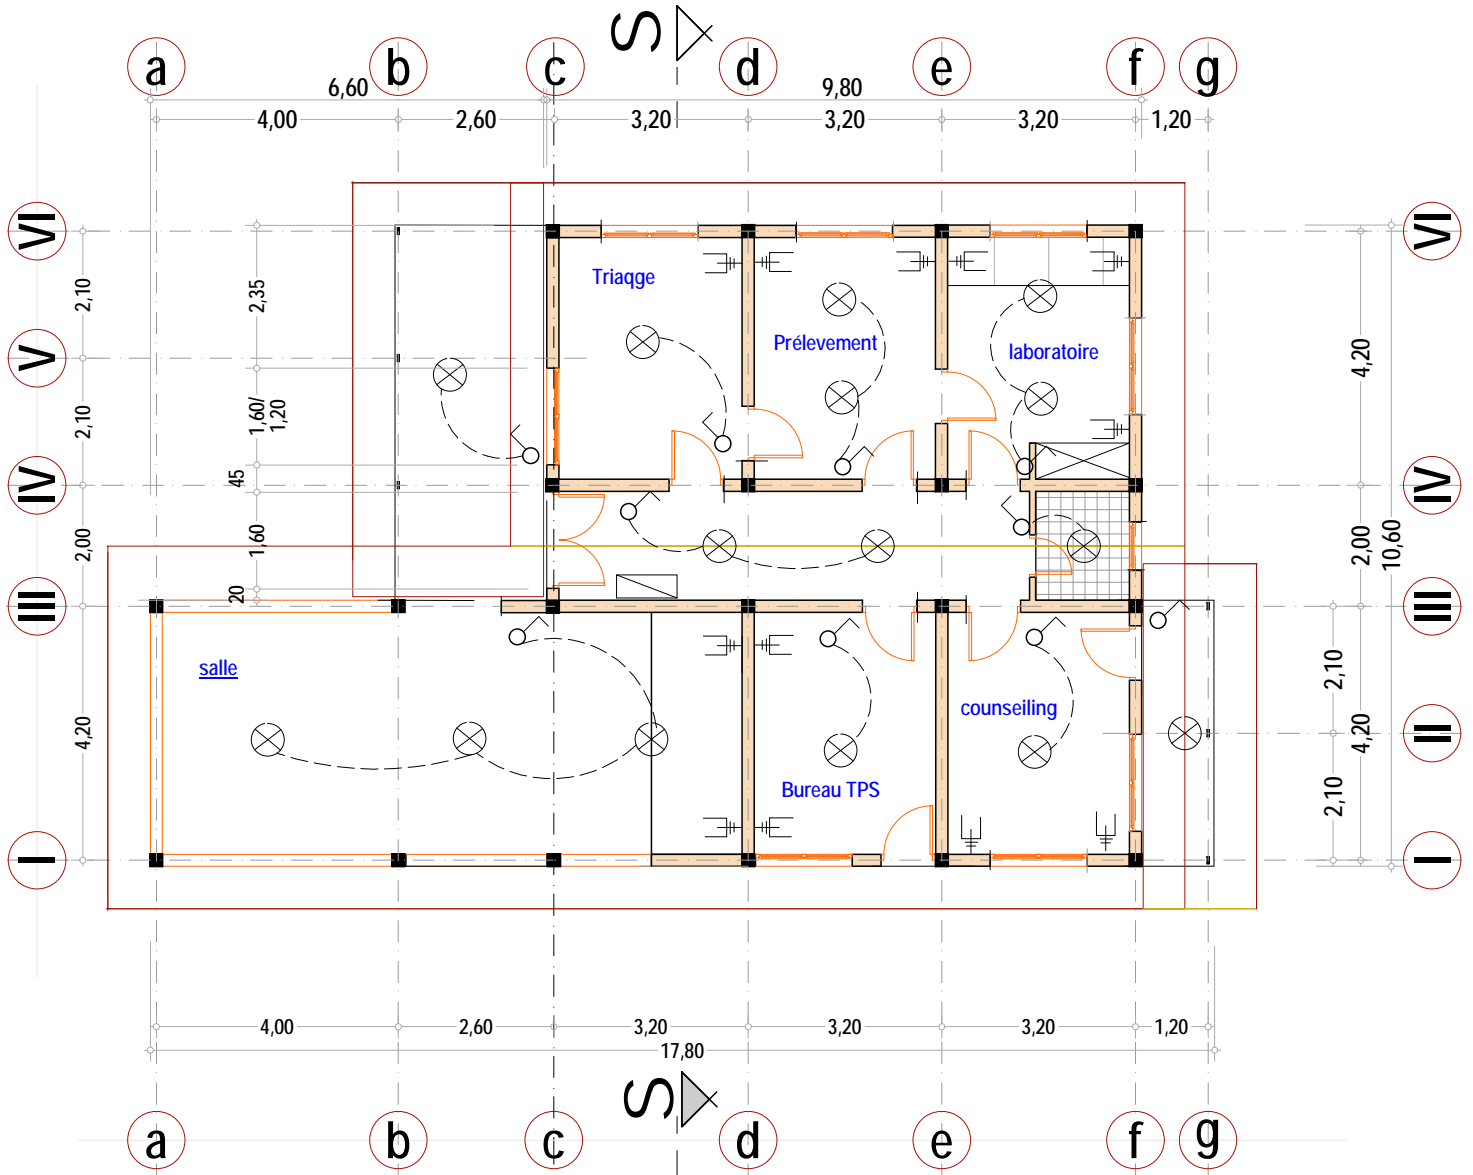 S
a b c d e f g
6,60 9,80
4,00 2,60 3,20 3,20 3,20 1,20
VI VI
2,10 2,35 Triaqge
V Prélevement laboratoire 4,20
2,10 1,60/
1,20
IV 45 IV
2,00 1,60 2,00 10,60
III 20 III
salle 2,10
4,20 counseiling 4,20 II
Bureau TPS 2,10
I I
4,00 2,60 3,20 3,20 3,20 1,20
17,80
S
a b c d e f g